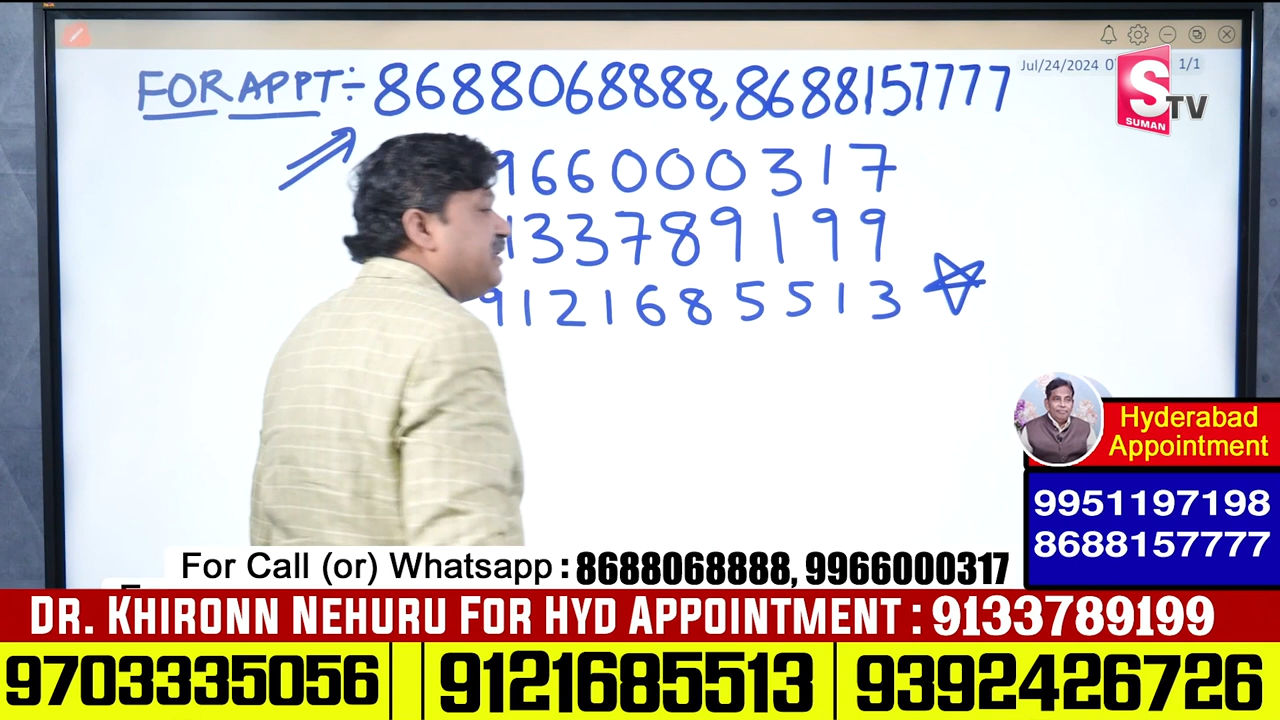 FOR APPT:- 8688068888, 8688157777
Jul/24/2024
1/1
S TV
SUMAN
966000317
133789199
9121685513
Hyderabad
Appointment
9951197198
8688157777
For Call (or) Whatsapp : 8688068888, 9966000317
DR. KHIRONN NEHURU FOR HYD APPOINTMENT : 9133789199
9703335056
9121685513
9392426726